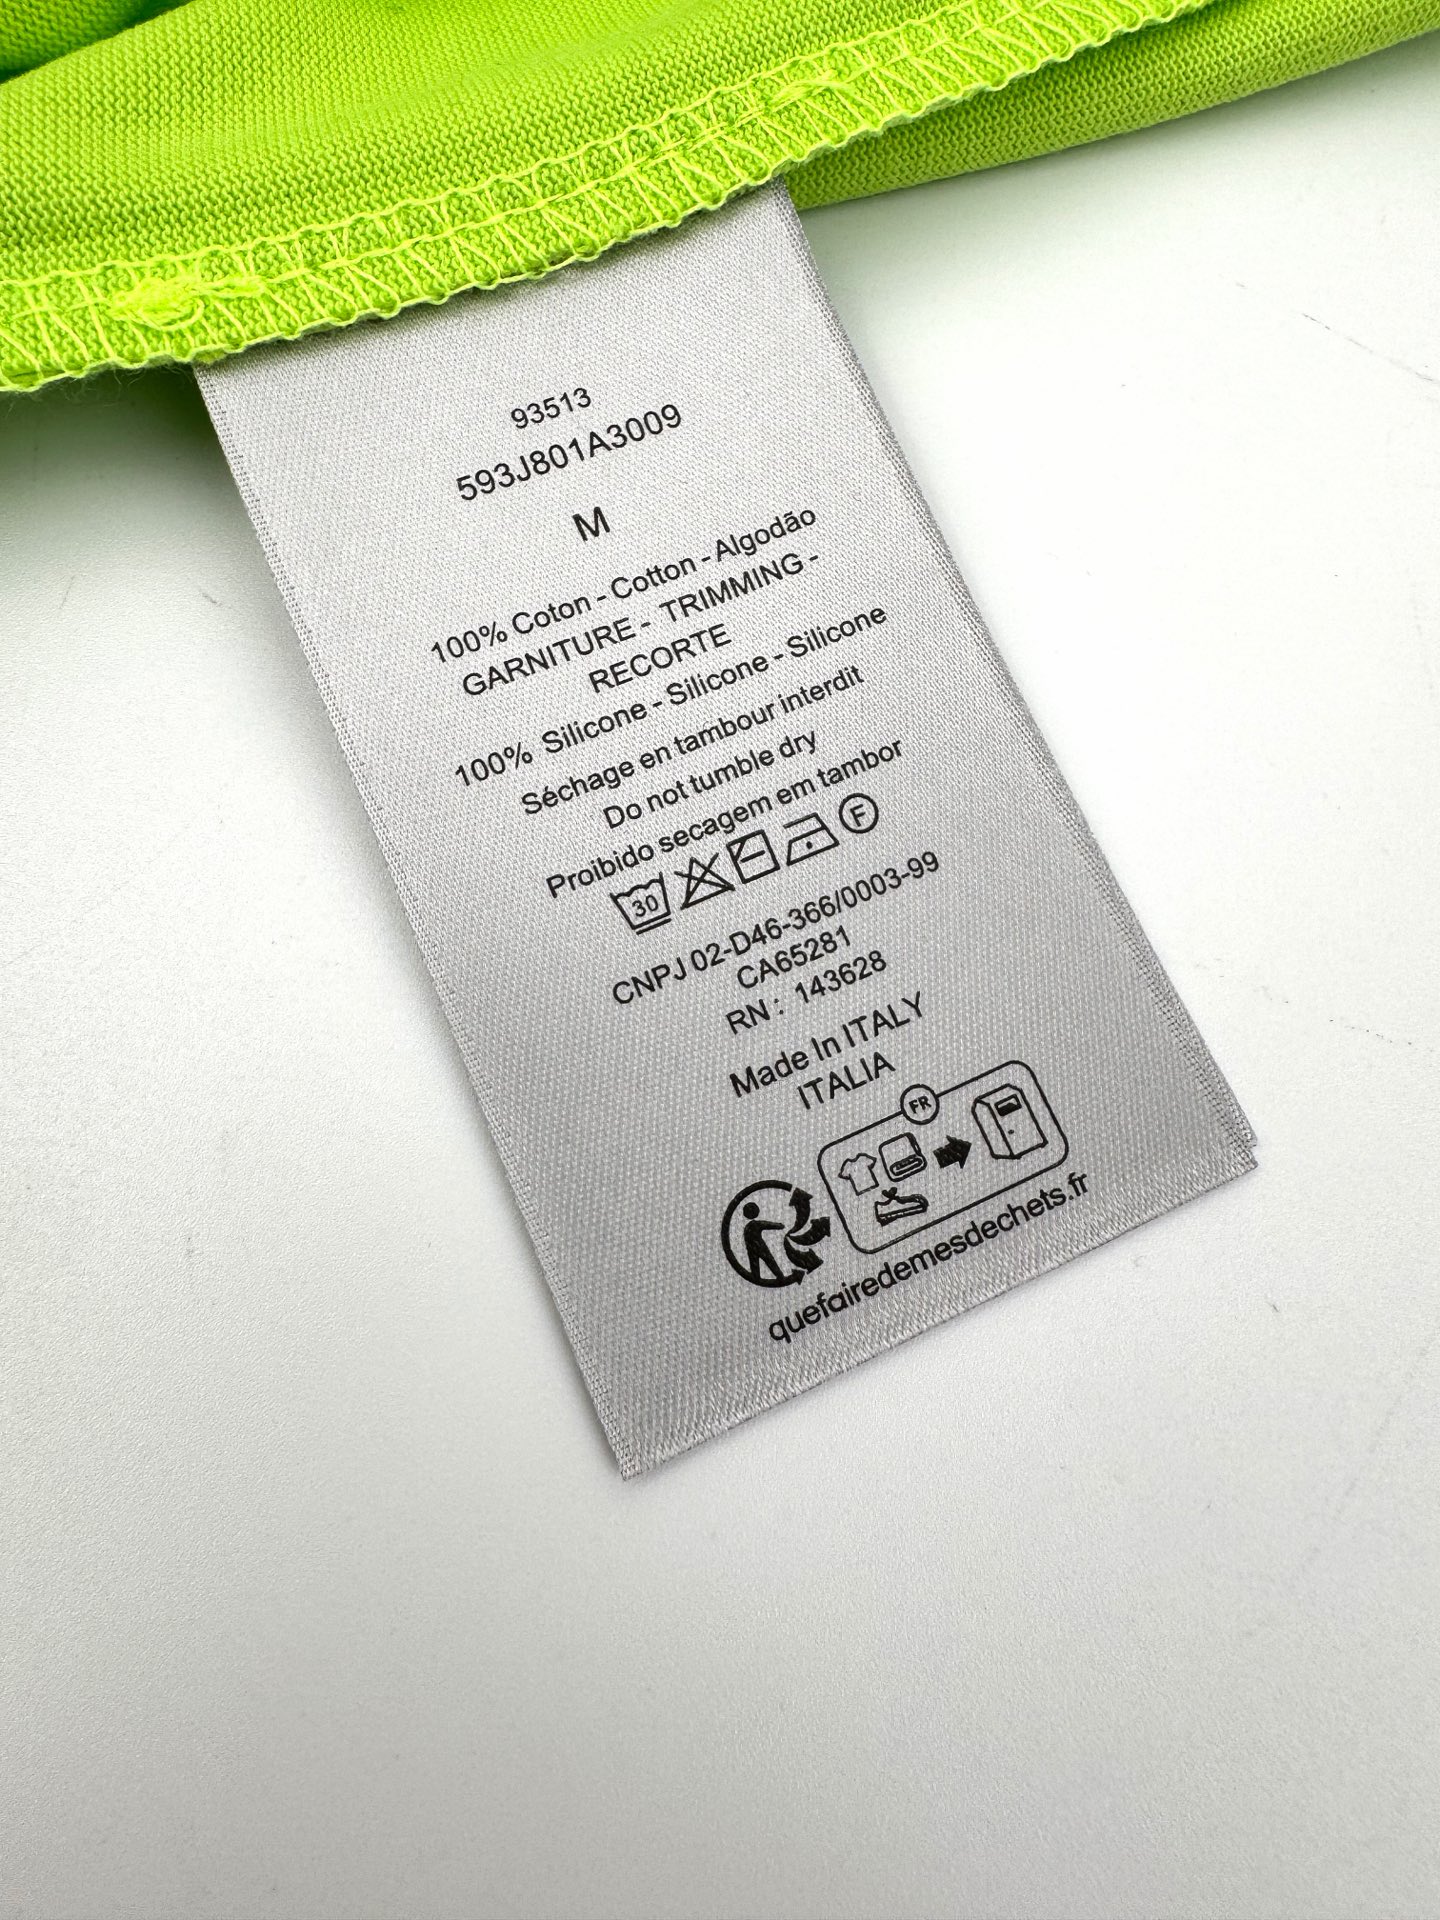 93513
593J801A3009
M
100% Coton - Cotton - Algodão
GARNITURE - TRIMMING -
RECORTE
100% Silicone - Silicone - Silicone
Séchage en tambour interdit
Do not tumble dry
Proibido secagem em tambor
30 F
CNPJ 02-D46-366/0003-99
CA65281
RN: 143628
Made In ITALY
ITALIA
FR
quefairedemesdechets.fr